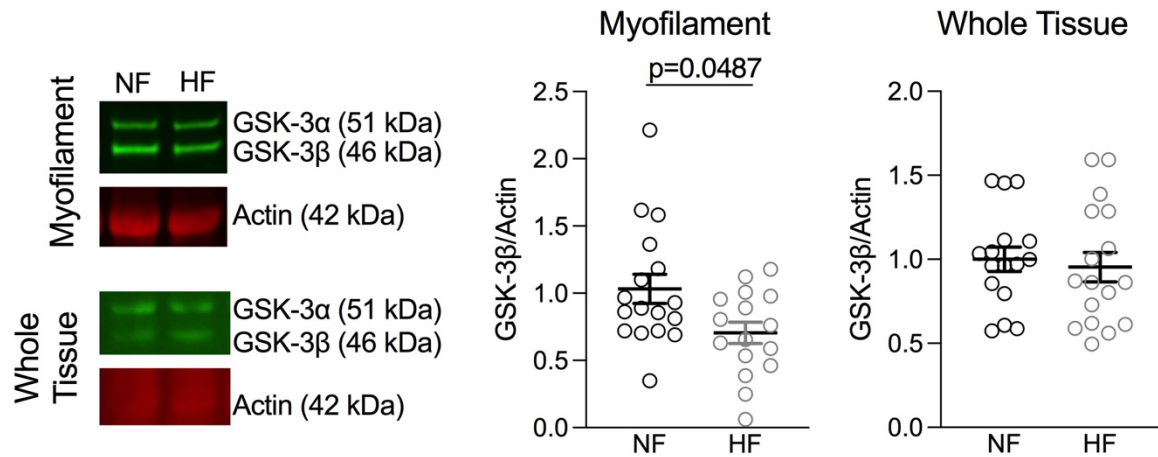 NF HF
Myofilament
GSK-3α (51 kDa)
GSK-3β (46 kDa)
Actin (42 kDa)
Whole
Tissue
GSK-3α (51 kDa)
GSK-3β (46 kDa)
Actin (42 kDa)
Myofilament
p=0.0487
GSK-3β/Actin
2.5
2.0
1.5
1.0
0.5
0.0
NF HF
Whole Tissue
GSK-3β/Actin
2.0
1.5
1.0
0.5
0.0
NF HF